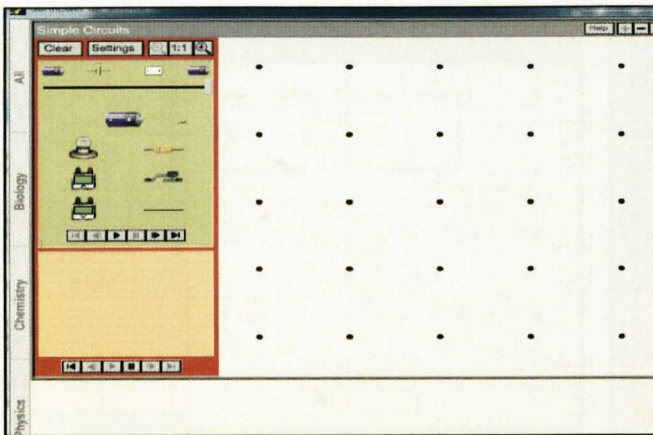 Simple Circuits
Help
Clear
Settings
1:1
All
Biology
Chemistry
Physics